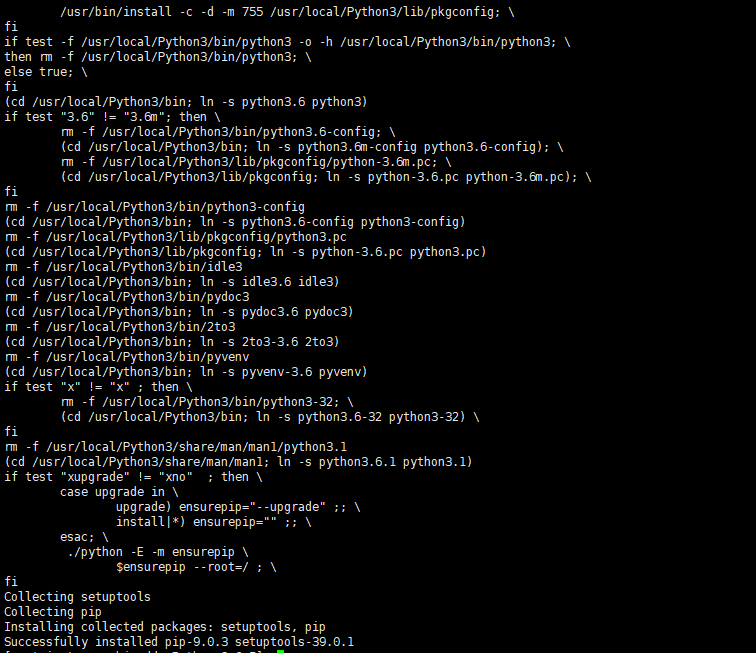 /usr/bin/install -c -d -m 755 /usr/local/Python3/lib/pkgconfig; \
fi
if test -f /usr/local/Python3/bin/python3 -o -h /usr/local/Python3/bin/python3; \
then rm -f /usr/local/Python3/bin/python3; \
else true; \
fi
(cd /usr/local/Python3/bin; ln -s python3.6 python3)
if test "3.6" != "3.6m"; then \
rm -f /usr/local/Python3/bin/python3.6-config; \
(cd /usr/local/Python3/bin; ln -s python3.6m-config python3.6-config); \
rm -f /usr/local/Python3/lib/pkgconfig/python-3.6m.pc; \
(cd /usr/local/Python3/lib/pkgconfig; ln -s python-3.6.pc python-3.6m.pc); \
fi
rm -f /usr/local/Python3/bin/python3-config
(cd /usr/local/Python3/bin; ln -s python3.6-config python3-config)
rm -f /usr/local/Python3/lib/pkgconfig/python3.pc
(cd /usr/local/Python3/lib/pkgconfig; ln -s python-3.6.pc python3.pc)
rm -f /usr/local/Python3/bin/idle3
(cd /usr/local/Python3/bin; ln -s idle3.6 idle3)
rm -f /usr/local/Python3/bin/pydoc3
(cd /usr/local/Python3/bin; ln -s pydoc3.6 pydoc3)
rm -f /usr/local/Python3/bin/2to3
(cd /usr/local/Python3/bin; ln -s 2to3-3.6 2to3)
rm -f /usr/local/Python3/bin/pyvenv
(cd /usr/local/Python3/bin; ln -s pyvenv-3.6 pyvenv)
if test "x" != "x" ; then \
rm -f /usr/local/Python3/bin/python3-32; \
(cd /usr/local/Python3/bin; ln -s python3.6-32 python3-32) \
fi
rm -f /usr/local/Python3/share/man/man1/python3.1
(cd /usr/local/Python3/share/man/man1; ln -s python3.6.1 python3.1)
if test "xupgrade" != "xno"  ; then \
case upgrade in \
upgrade) ensurepip="--upgrade" ;; \
install|*) ensurepip="" ;; \
esac; \
./python -E -m ensurepip \
$ensurepip --root=/ ; \
fi
Collecting setuptools
Collecting pip
Installing collected packages: setuptools, pip
Successfully installed pip-9.0.3 setuptools-39.0.1